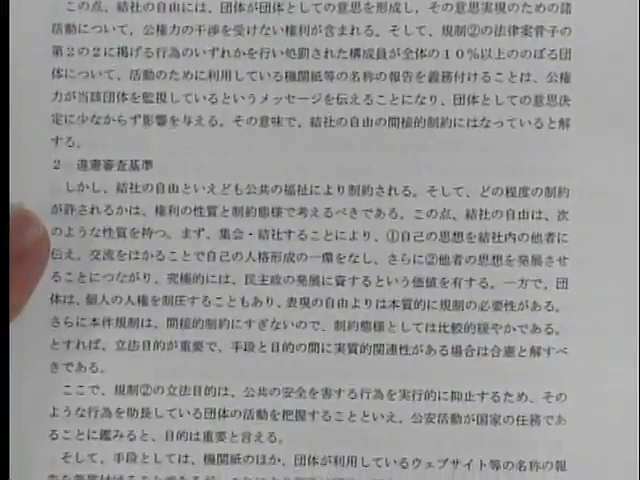 この点、結社の自由には、団体が団体としての意思を形成し、その意思実現のための諸
活動について、公権力の干渉を受けない権利が含まれる。そして、規制②の法律案骨子の
第2の2に掲げる行為のいずれかを行い処罰された構成員が全体の10%以上ののぼる団
体について、活動のために利用している機関紙等の名称の報告を義務付けることは、公権
力が当該団体を監視しているというメッセージを伝えることになり、団体としての意思決
定に少なからず影響を与える。その意味で、結社の自由の間接的制約にはなっていると解
する。
2 違憲審査基準
しかし、結社の自由といえども公共の福祉により制約される。そして、どの程度の制約
が許されるかは、権利の性質と制約態様で考えるべきである。この点、結社の自由は、次
のような性質を持つ。まず、集会・結社することにより、①自己の思想を結社内の他者に
伝え、交流をはかることで自己の人格形成の一環をなし、さらに②他者の思想を発展させ
ることにつながり、究極的には、民主政の発展に資するという価値を有する。一方で、団
体は、個人の人権を制圧することもあり、表現の自由よりは本質的に規制の必要性がある。
さらに本件規制は、間接的制約にすぎないので、制約態様としては比較的緩やかである。
とすれば、立法目的が重要で、手段と目的の間に実質的関連性がある場合は合憲と解すべ
きである。
ここで、規制②の立法目的は、公共の安全を害する行為を実行的に抑止するため、その
ような行為を助長している団体の活動を把握することといえ、公安活動が国家の任務であ
ることに鑑みると、目的は重要と言える。
そして、手段としては、機関紙のほか、団体が利用しているウェブサイト等の名称の報